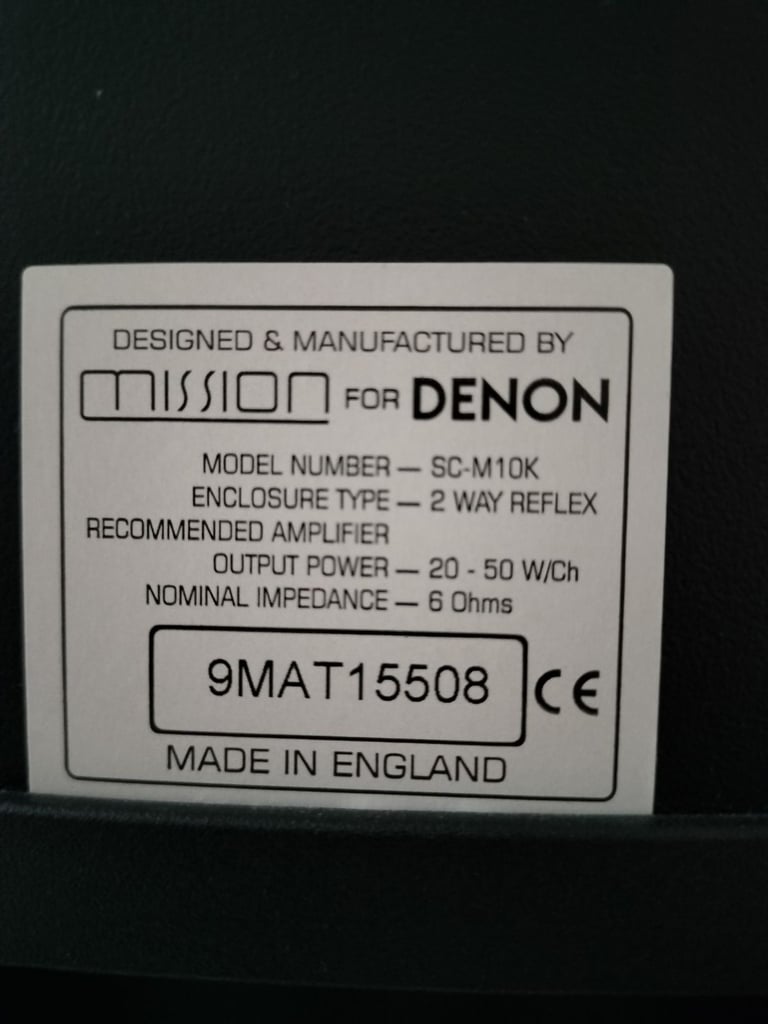 DESIGNED & MANUFACTURED BY
mission FOR DENON
MODEL NUMBER — SC-M10K
ENCLOSURE TYPE — 2 WAY REFLEX
RECOMMENDED AMPLIFIER
OUTPUT POWER — 20 - 50 W/Ch
NOMINAL IMPEDANCE — 6 Ohms
9MAT15508 CE
MADE IN ENGLAND